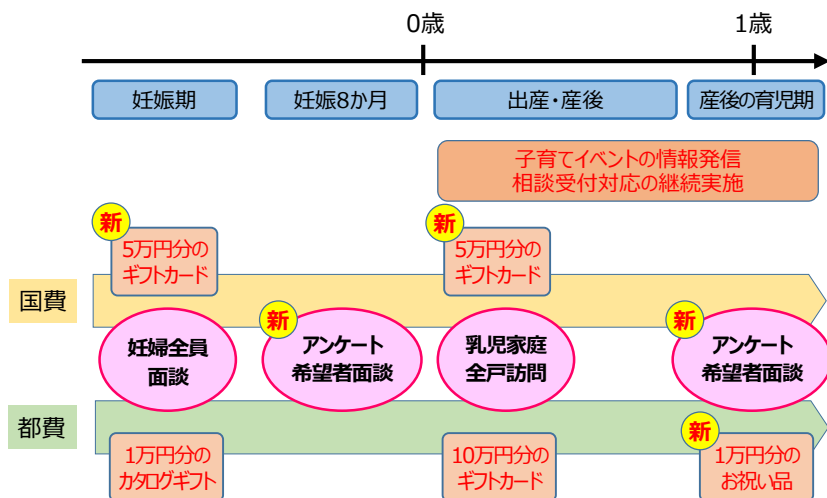 0歳
1歳
妊娠期
妊娠8か月
出産・産後
産後の育児期
子育てイベントの情報発信
相談受付対応の継続実施
新
5万円分の
ギフトカード
新
5万円分の
ギフトカード
国費
妊婦全員
面談
新
アンケート
希望者面談
乳児家庭
全戸訪問
新
アンケート
希望者面談
都費
1万円分の
カタログギフト
10万円分の
ギフトカード
新
1万円分の
お祝い品